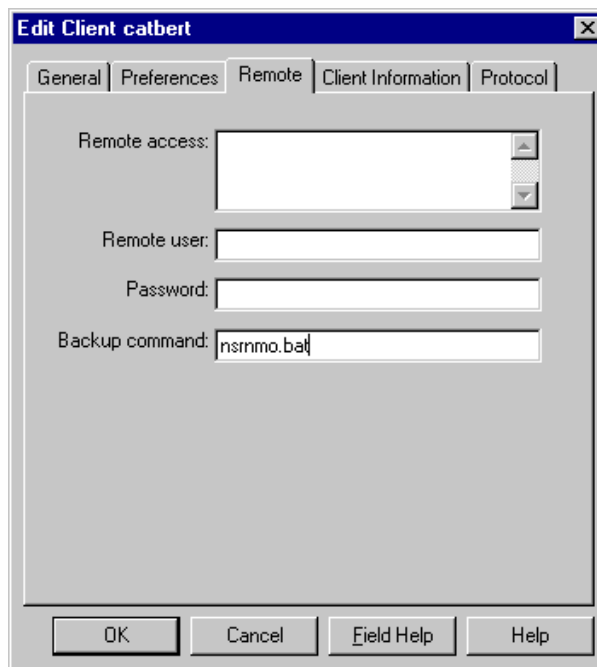 Edit Client catbert
General Preferences Remote Client Information Protocol
Remote access:
Remote user:
Password:
Backup command: nsrnmo.bat
OK Cancel Field Help Help